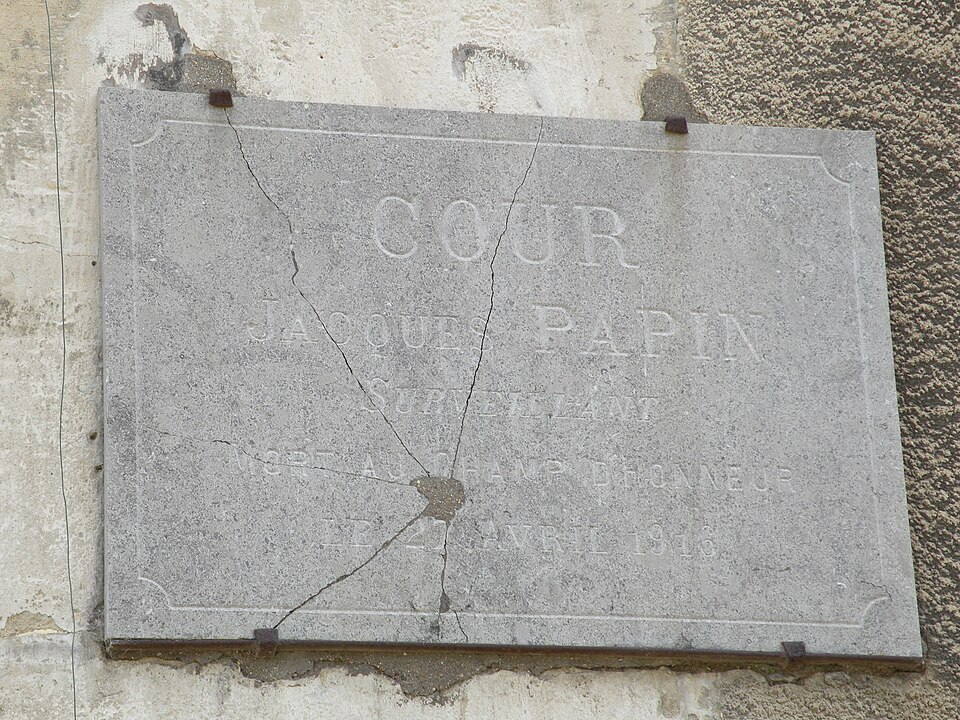 COUR
JACQUES PAPIN
SURVEILLANT
MORT AU CHAMP D'HONNEUR
LE AVRIL 1918